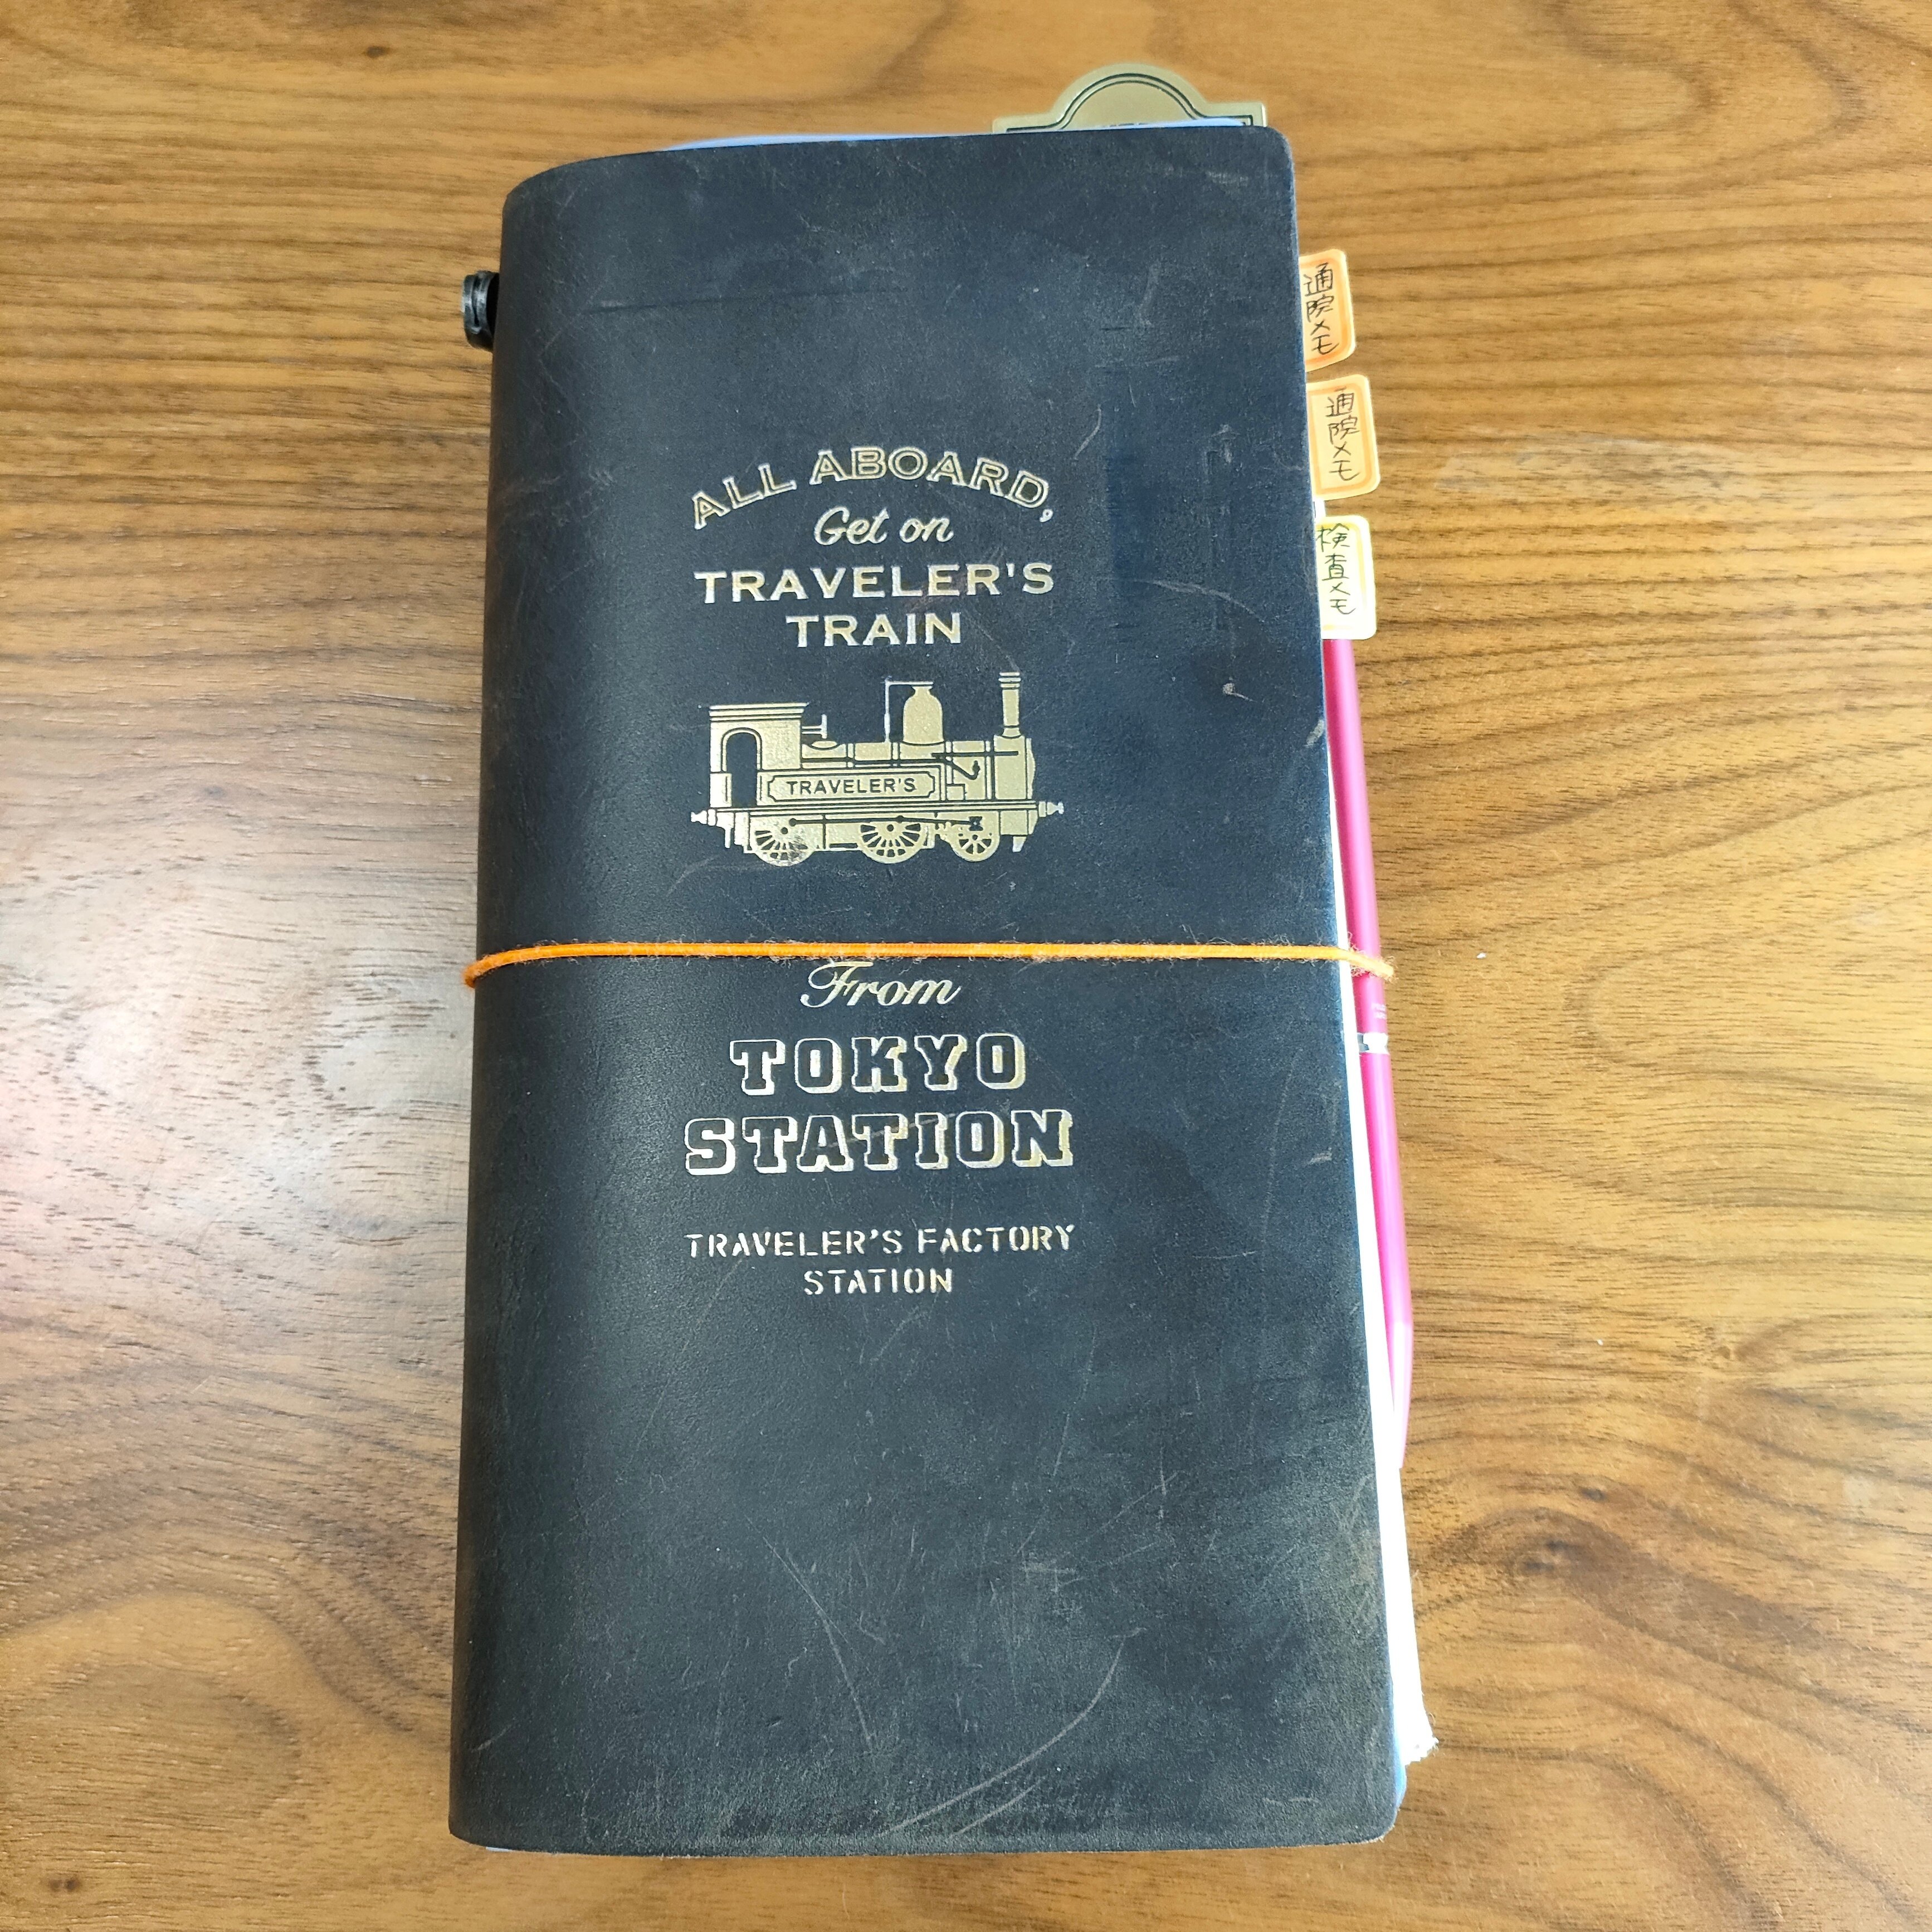 ALL ABOARD,
Get on
TRAVELER'S
TRAIN
TRAVELER'S
From
TOKYO
STATION
TRAVELER'S FACTORY
STATION
通院メモ
通院メモ
検査メモ